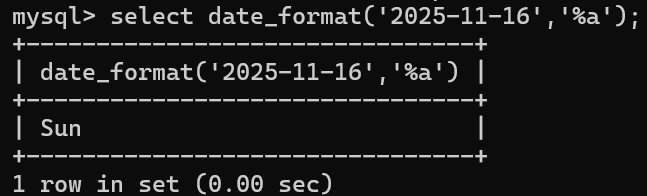 mysql> select date_format('2025-11-16','%a');
+---------------------------------+
| date_format('2025-11-16','%a') |
+---------------------------------+
| Sun                             |
+---------------------------------+
1 row in set (0.00 sec)